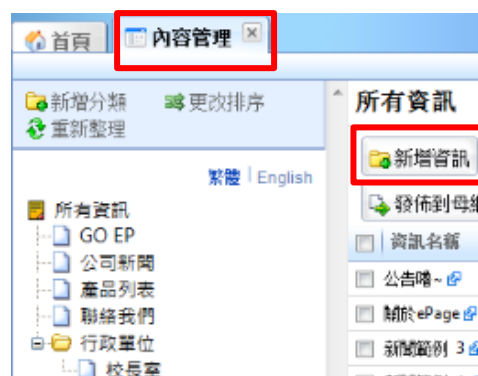 首頁
內容管理
新增分類
更改排序
重新整理
繁體 | English
所有資訊
GO EP
公司新聞
產品列表
聯絡我們
行政單位
校長室
所有資訊
新增資訊
發佈到母
資訊名稱
公告嘍~
關於ePage
新聞範例 3